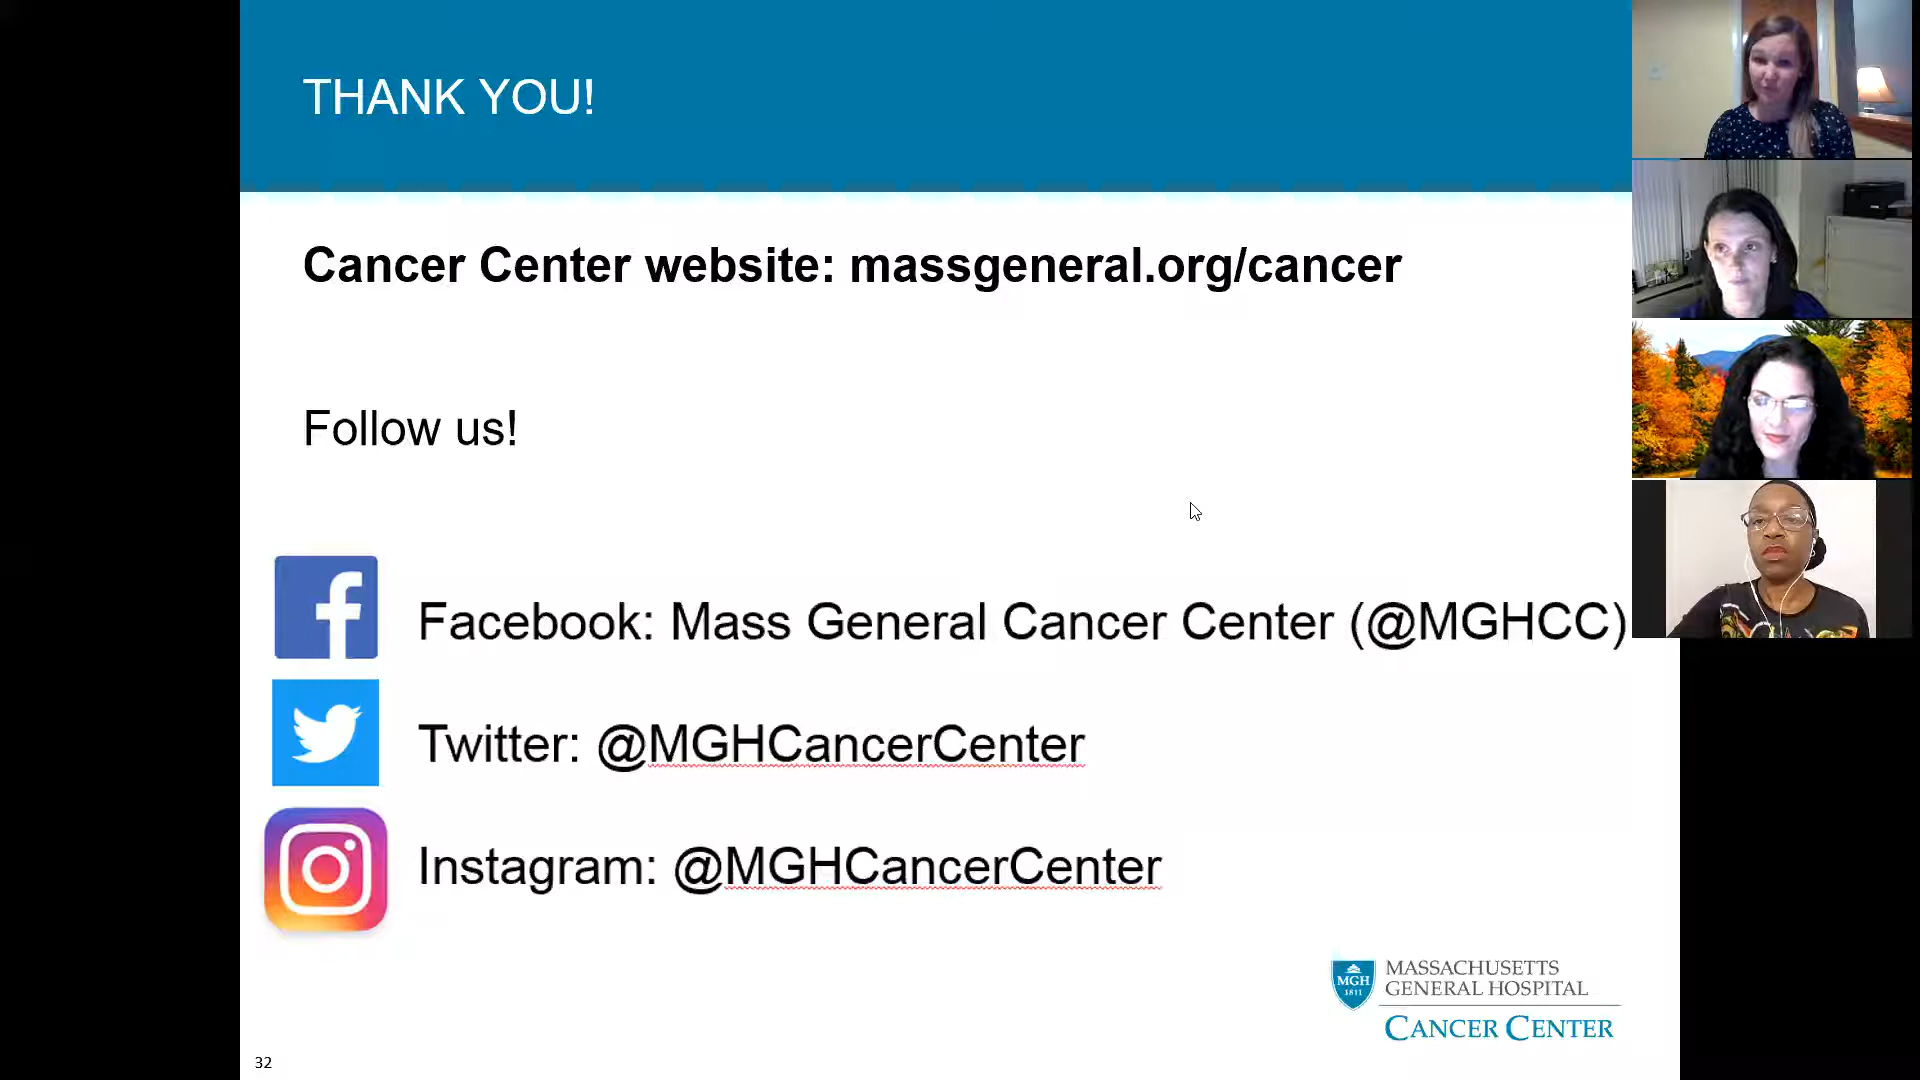 THANK YOU!
Cancer Center website: massgeneral.org/cancer
Follow us!
Facebook: Mass General Cancer Center (@MGHCC)
Twitter: @MGHCancerCenter
Instagram: @MGHCancerCenter
MGH
1811
MASSACHUSETTS
GENERAL HOSPITAL
CANCER CENTER
32